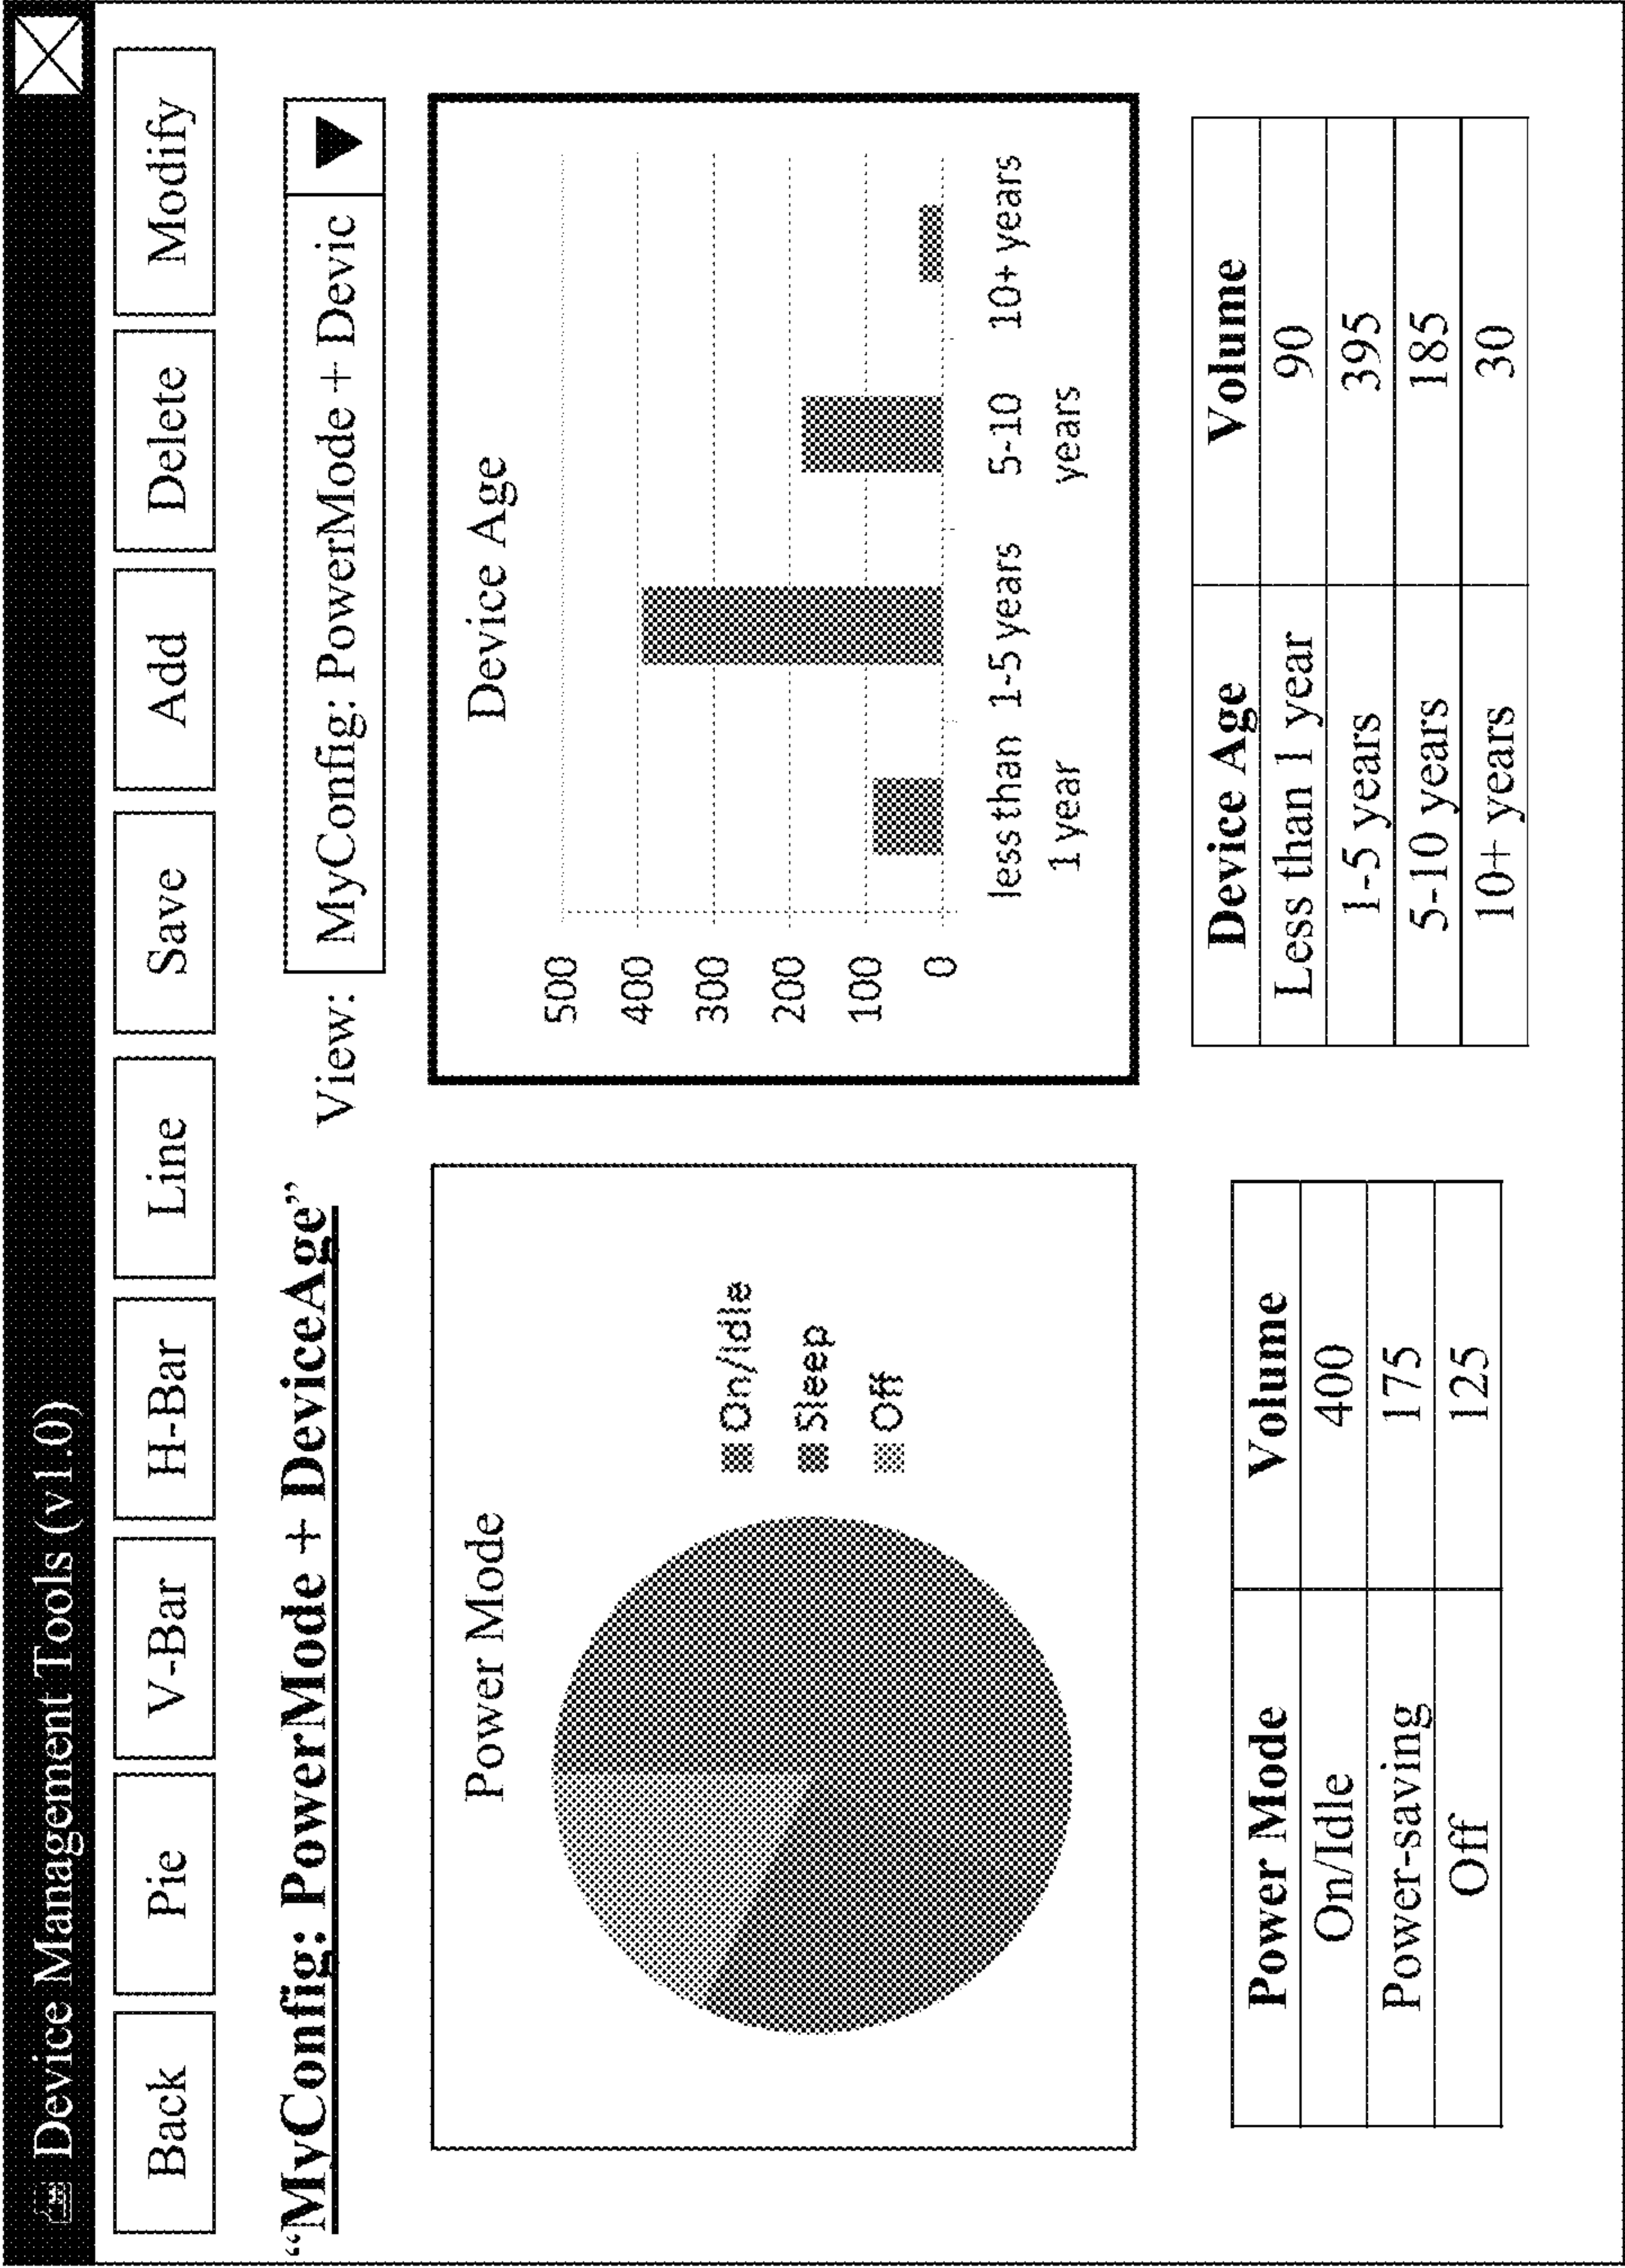 Device Management Tools (v1.0)
Back Pie V-Bar H-Bar Line Save Add Delete Modify
“MyConfig: PowerMode + DeviceAge”
View: MyConfig: PowerMode + Devic
Power Mode
On/Idle
Sleep
Off
Device Age
500
400
300
200
100
0
less than 1 year
1-5 years
5-10 years
10+ years
Power Mode Volume
On/Idle 400
Power-saving 175
Off 125
Device Age Volume
Less than 1 year 90
1-5 years 395
5-10 years 185
10+ years 30